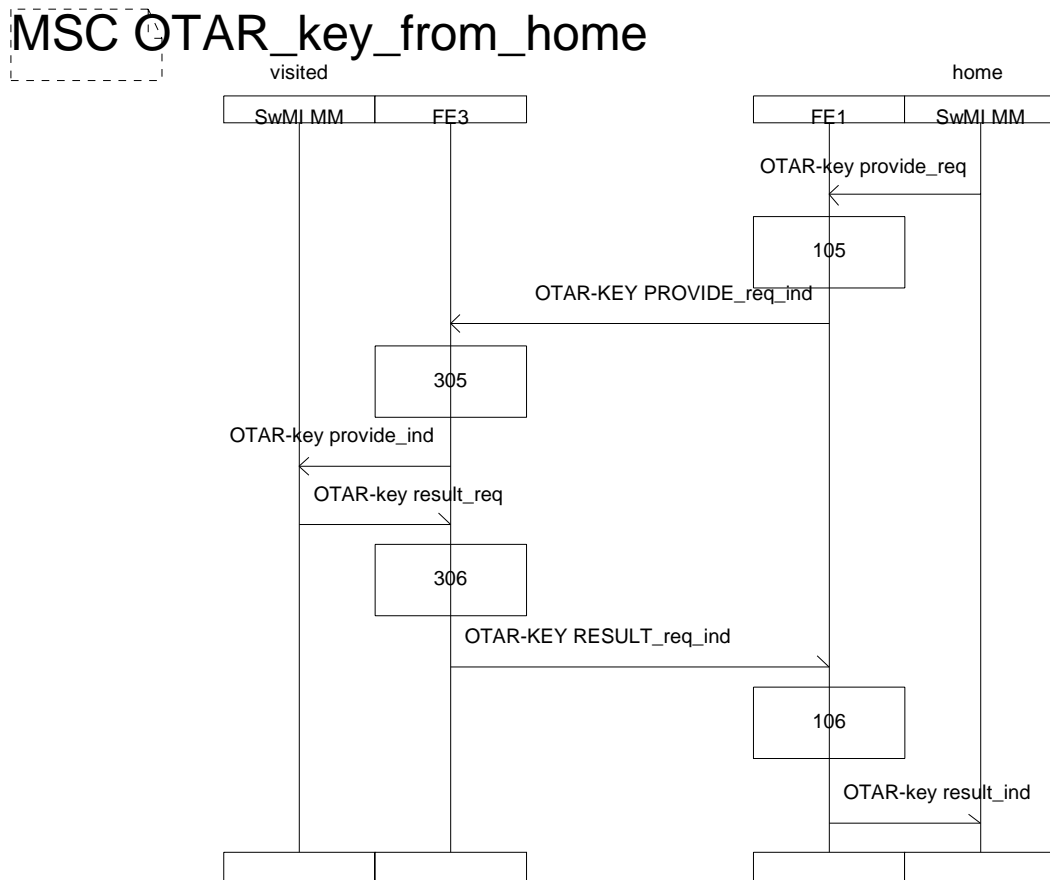 MSC OTAR_key_from_home
visited
home
SwMI MM
FE3
FE1
SwMI MM
OTAR-key provide_req
105
OTAR-KEY PROVIDE_req_ind
305
OTAR-key provide_ind
OTAR-key result_req
306
OTAR-KEY RESULT_req_ind
106
OTAR-key result_ind